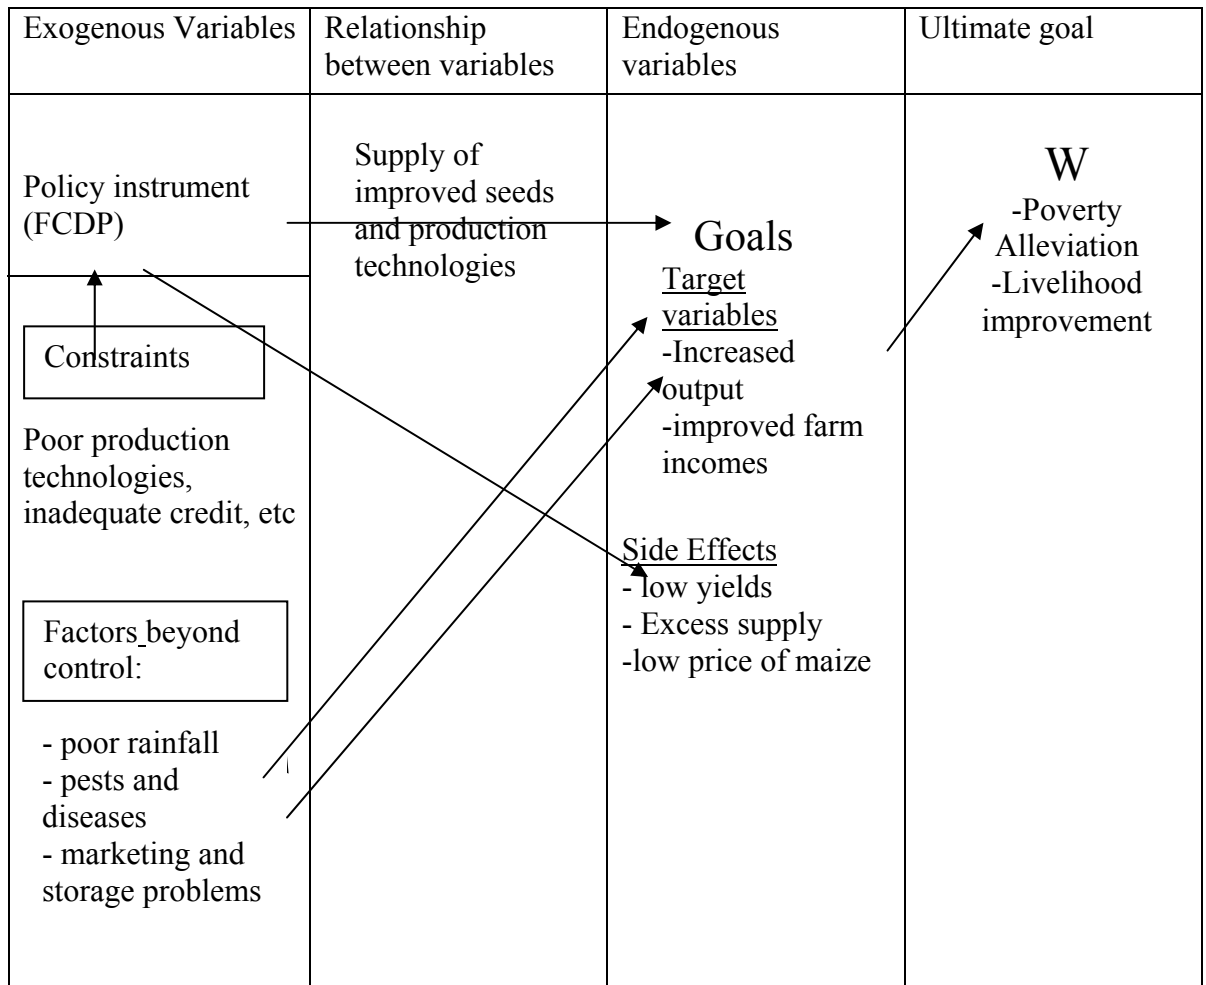 Exogenous Variables
Relationship
between variables
Endogenous
variables
Ultimate goal
Policy instrument
(FCDP)
Constraints
Poor production
technologies,
inadequate credit, etc
Factors beyond
control:
- poor rainfall
- pests and
diseases
- marketing and
storage problems
Supply of
improved seeds
and production
technologies
Goals
Target
variables
-Increased
output
-improved farm
incomes
Side Effects
- low yields
- Excess supply
-low price of maize
W
-Poverty
Alleviation
-Livelihood
improvement